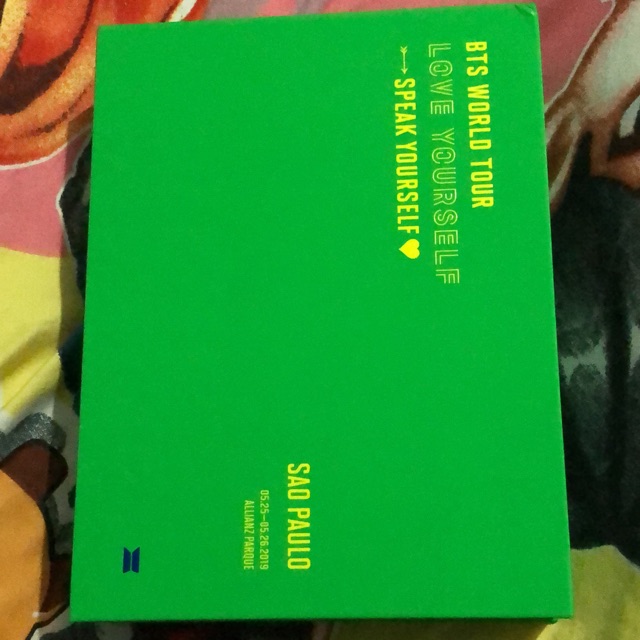 BTS WORLD TOUR
LOVE YOURSELF
SPEAK YOURSELF
SAO PAULO
05.25–05.26.2019
ALLIANZ PARQUE